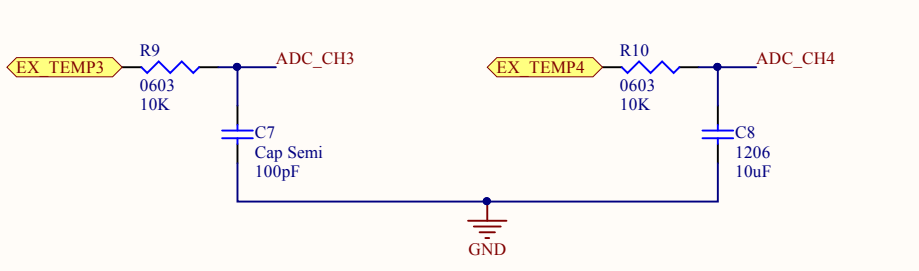 R9
EX_TEMP3
ADC_CH3
0603
10K
C7
Cap Semi
100pF
R10
EX_TEMP4
ADC_CH4
0603
10K
C8
1206
10uF
GND